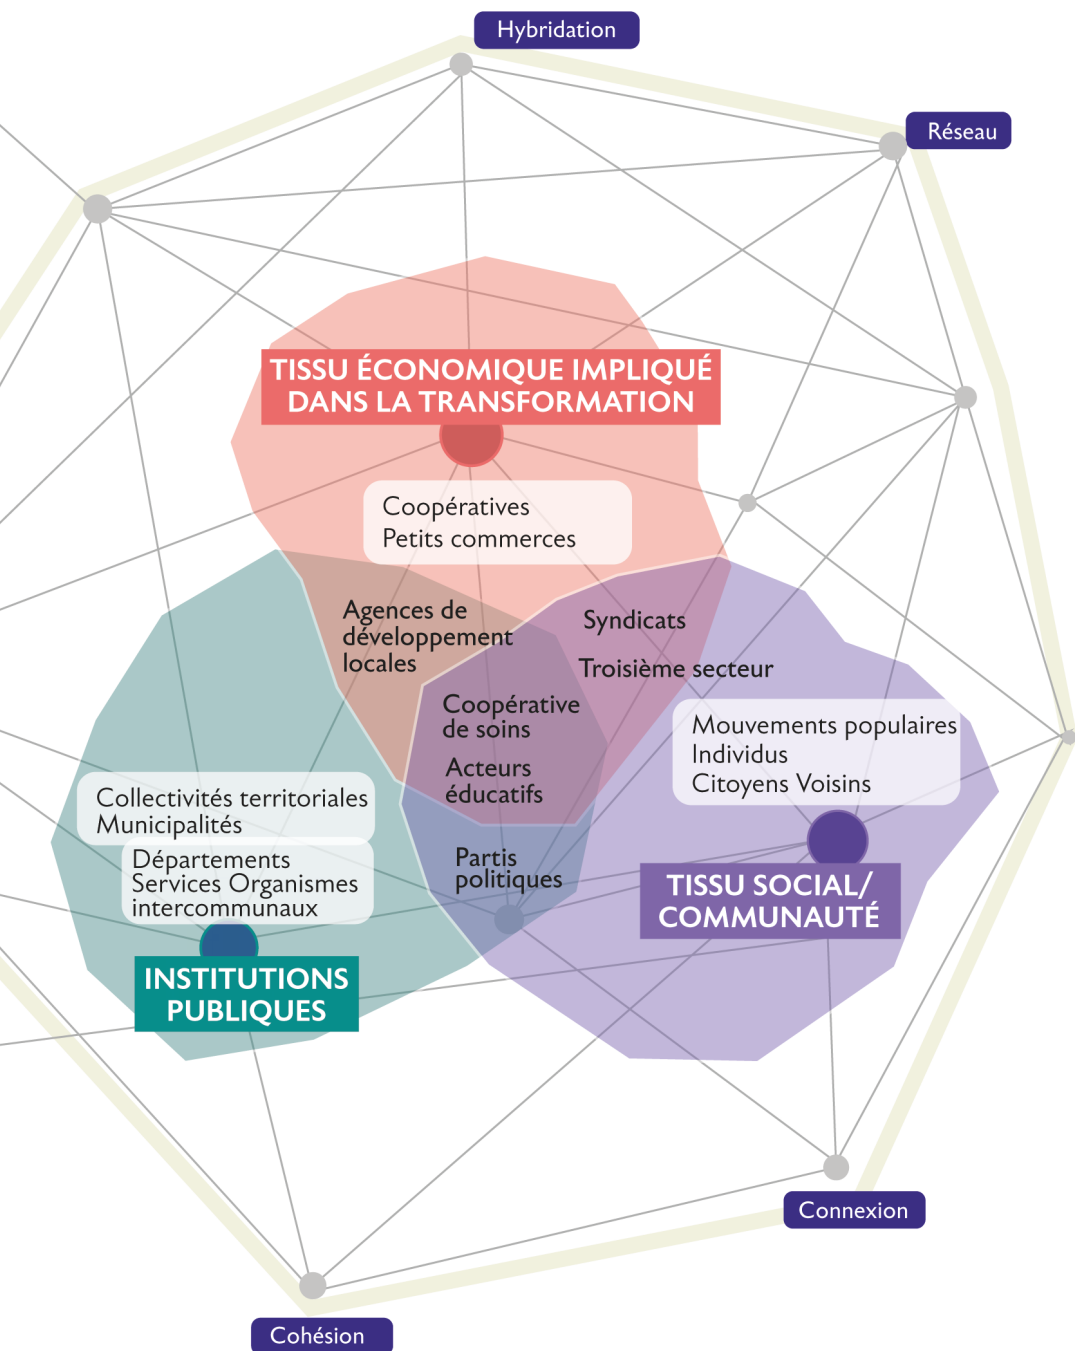 Hybridation
Réseau
TISSU ÉCONOMIQUE IMPLIQUÉ
DANS LA TRANSFORMATION
Coopératives
Petits commerces
Agences de
développement
locales
Syndicats
Troisième secteur
Coopérative
de soins
Acteurs
éducatifs
Mouvements populaires
Individus
Citoyens Voisins
Collectivités territoriales
Municipalités
Départements
Services Organismes
intercommunaux
Partis
politiques
TISSU SOCIAL/
COMMUNAUTÉ
INSTITUTIONS
PUBLIQUES
Connexion
Cohésion